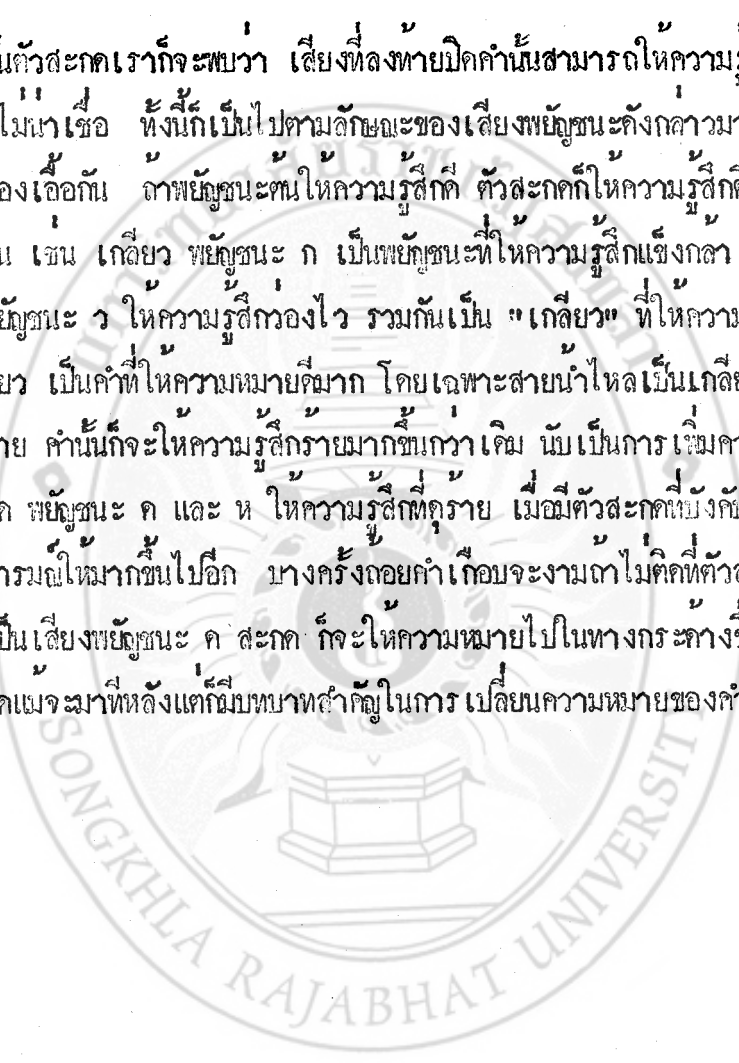 นตัวสะกดเราก็จะพบว่า เสียงที่ลงท้ายปิดคำนั้นสามารถให้ความรู้
ไม่น่าเชื่อ ทั้งนี้ก็เป็นไปตามลักษณะของเสียงพยัญชนะดังกล่าวมา
องเอื้อกัน ถ้าพยัญชนะต้นให้ความรู้สึกดี ตัวสะกดก็ให้ความรู้สึกดี
น เช่น เกลียว พยัญชนะ ก เป็นพยัญชนะที่ให้ความรู้สึกแข็งกล้า
ยัญชนะ ว ให้ความรู้สึกว่องไว รวมกันเป็น "เกลียว" ที่ให้ความ
ยว เป็นคำที่ให้ความหมายดีมาก โดยเฉพาะสายน้ำไหลเป็นเกลีย
าย คำนั้นก็จะให้ความรู้สึกร้ายมากขึ้นกว่าเดิม นับเป็นการเพิ่มคว
ด พยัญชนะ ด และ ห ให้ความรู้สึกที่ดุร้าย เมื่อมีตัวสะกดที่บังคับ
ารมณ์ให้มากขึ้นไปอีก บางครั้งถ้อยคำเกือบจะงามถ้าไม่ติดที่ตัวส
ป็นเสียงพยัญชนะ ด สะกด ก็จะให้ความหมายไปในทางกระด้างขึ้
ดแม้จะมาทีหลังแต่ก็มีบทบาทสำคัญในการเปลี่ยนความหมายของคำ
SONGKHLA RAJABHAT UNIVERSITY